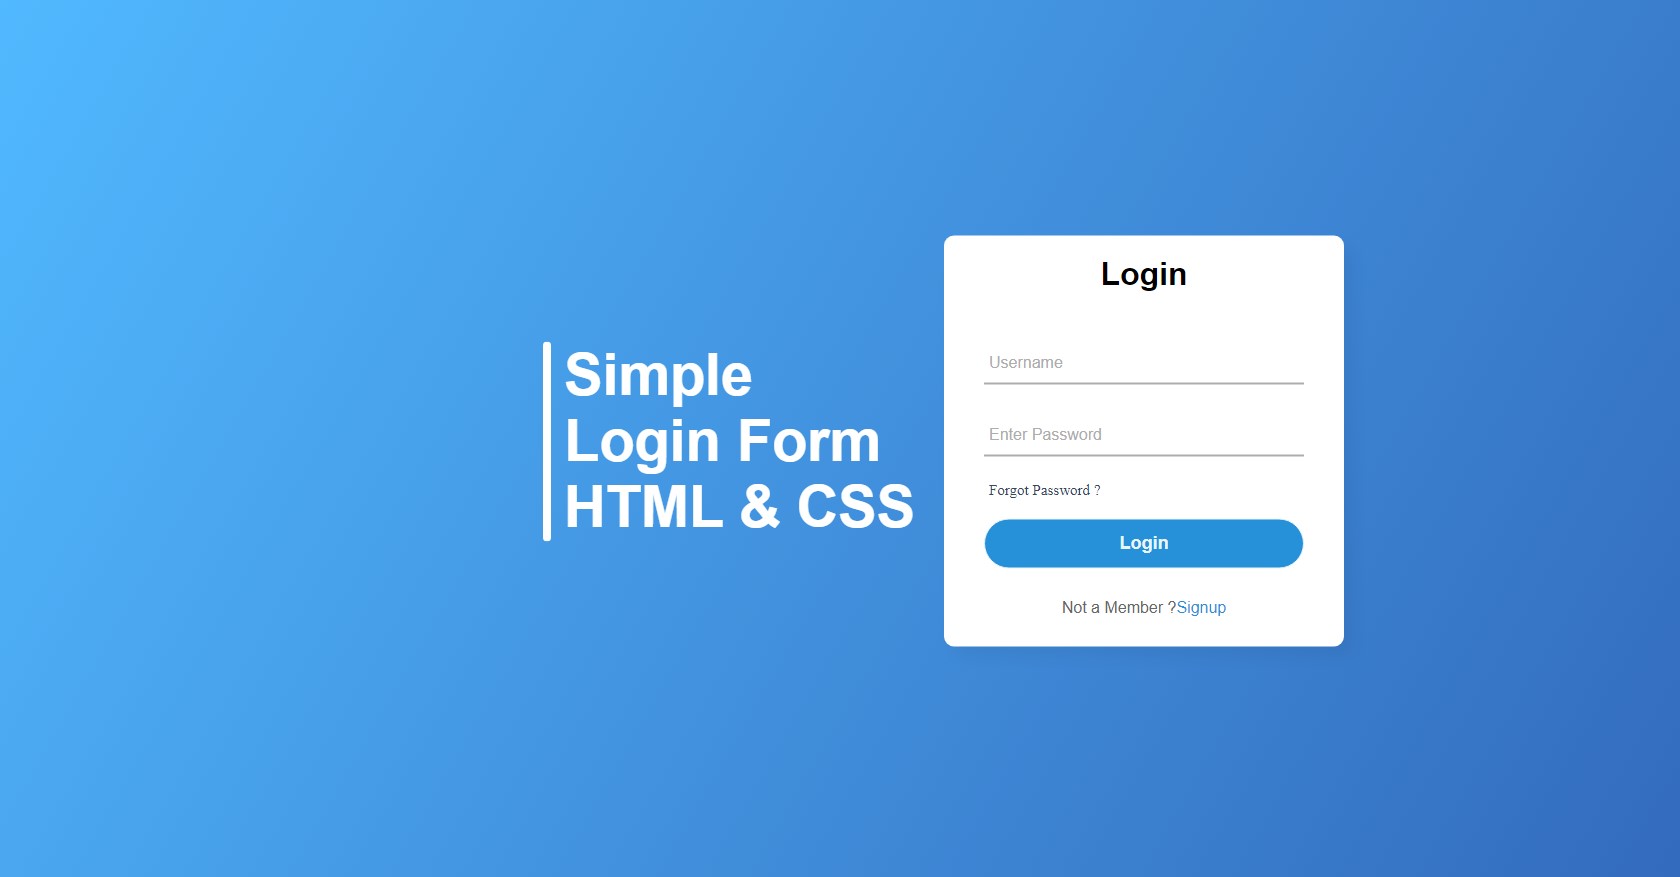 Simple
Login Form
HTML & CSS
Login
Username
Enter Password
Forgot Password ?
Login
Not a Member ?Signup